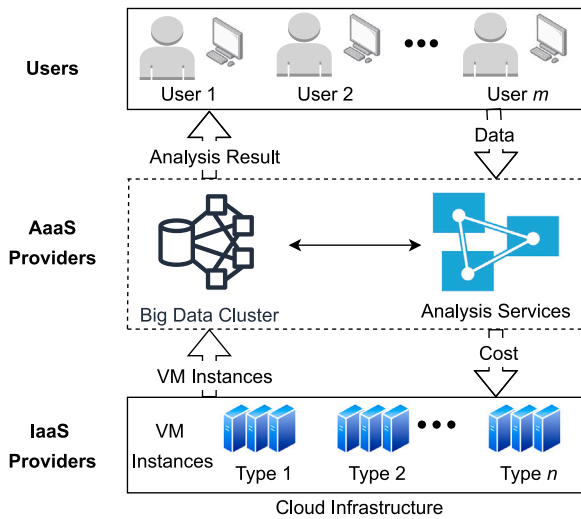 Users
User 1
User 2
User m
Analysis Result
Data
AaaS
Providers
Big Data Cluster
Analysis Services
VM Instances
Cost
IaaS
Providers
VM
Instances
Type 1
Type 2
Type n
Cloud Infrastructure